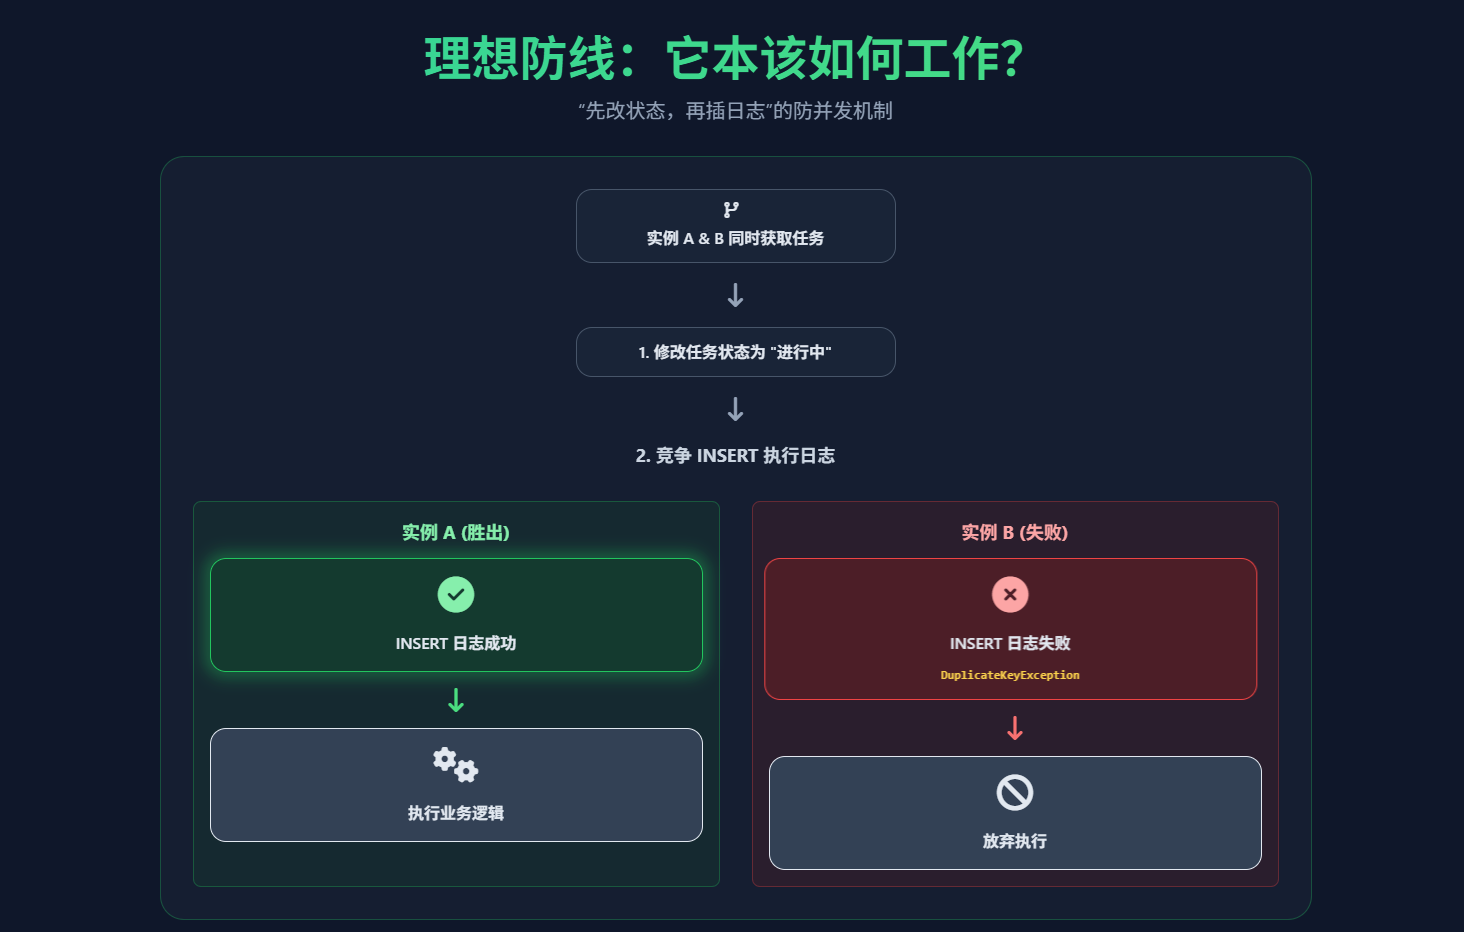 理想防线：它本该如何工作？
“先改状态，再插日志”的防并发机制
实例 A & B 同时获取任务
1. 修改任务状态为 "进行中"
2. 竞争 INSERT 执行日志
实例 A (胜出)
INSERT 日志成功
执行业务逻辑
实例 B (失败)
INSERT 日志失败
DuplicateKeyException
放弃执行